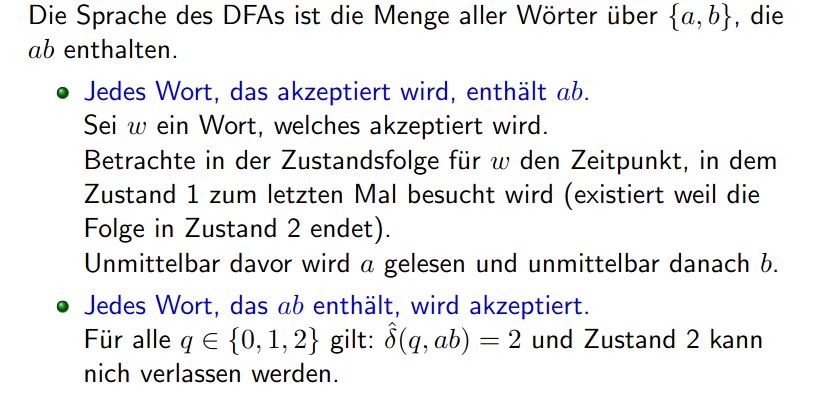 Die Sprache des DFAs ist die Menge aller Wörter über {a, b}, die
ab enthalten.
Jedes Wort, das akzeptiert wird, enthält ab.
Sei w ein Wort, welches akzeptiert wird.
Betrachte in der Zustandsfolge für w den Zeitpunkt, in dem
Zustand 1 zum letzten Mal besucht wird (existiert weil die
Folge in Zustand 2 endet).
Unmittelbar davor wird a gelesen und unmittelbar danach b.
Jedes Wort, das ab enthält, wird akzeptiert.
Für alle q ∈ {0, 1, 2} gilt: δ̂(q, ab) = 2 und Zustand 2 kann
nich verlassen werden.